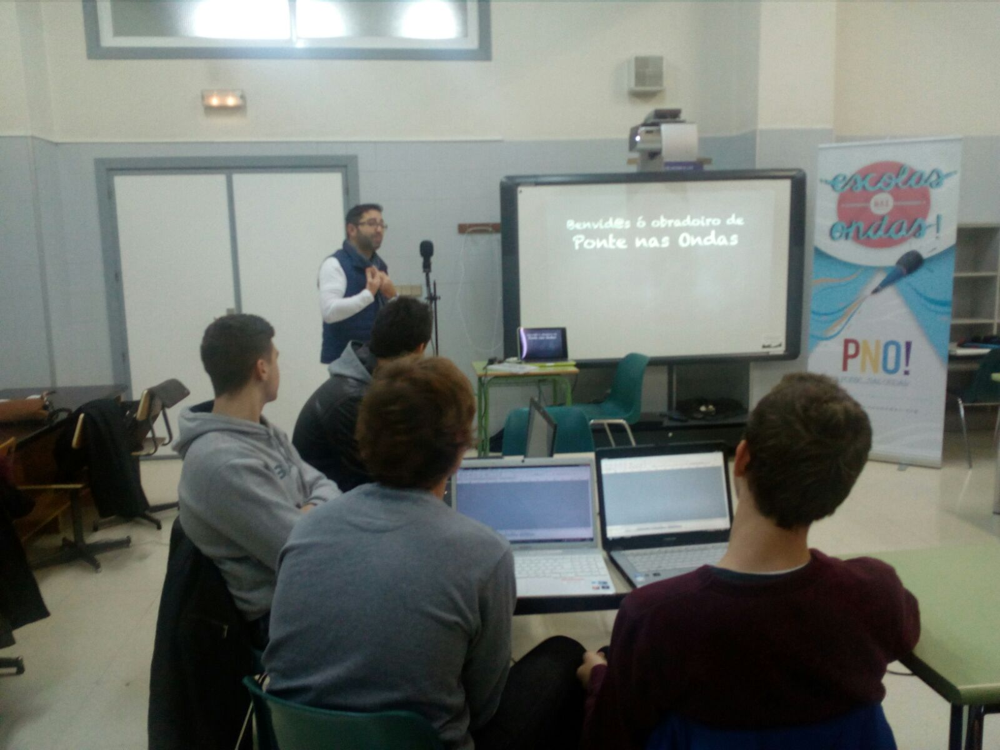 Benvid@s ó obradoiro de
Ponte nas Ondas
escolas
nas
ondas!
PNO!